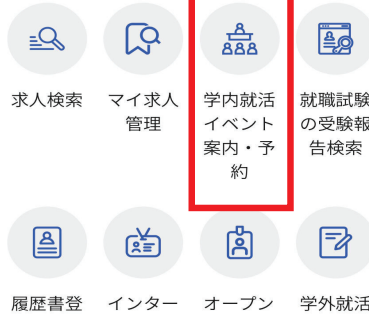 求人検索
マイ求人
管理
学内就活
イベント
案内・予
約
就職試験
の受験報
告検索
履歴書登
インター
オープン
学外就活